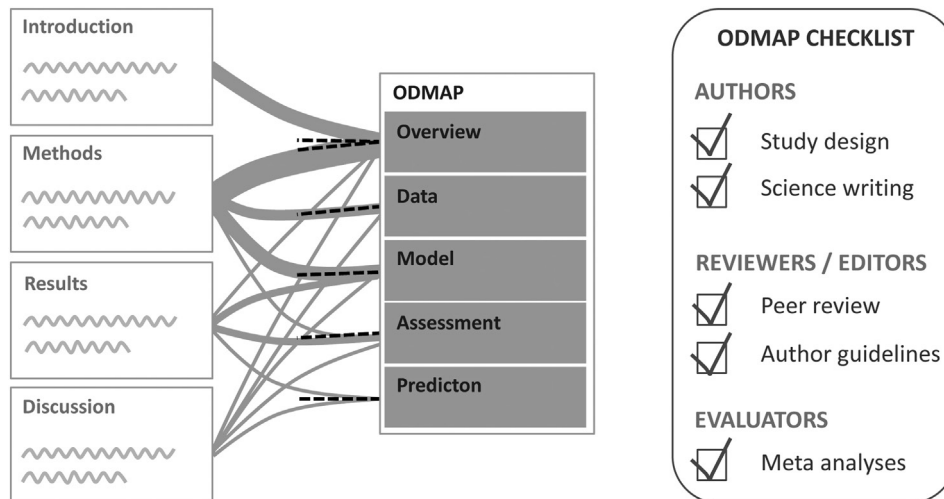 Introduction
Methods
Results
Discussion
ODMAP
Overview
Data
Model
Assessment
Predicton
ODMAP CHECKLIST
AUTHORS
Study design
Science writing
REVIEWERS / EDITORS
Peer review
Author guidelines
EVALUATORS
Meta analyses